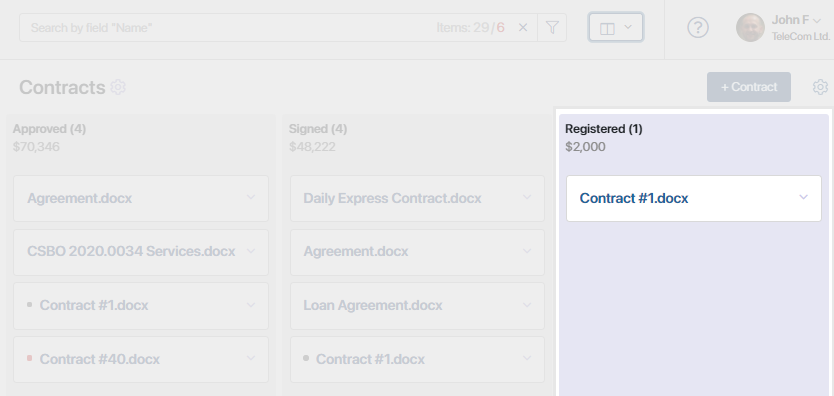 Search by field "Name"
Items: 29/6
John F
TeleCom Ltd.
Contracts
+ Contract
Approved (4)
$70,346
Agreement.docx
CSBO 2020.0034 Services.docx
Contract #1.docx
Contract #40.docx
Signed (4)
$48,222
Daily Express Contract.docx
Agreement.docx
Loan Agreement.docx
Contract #1.docx
Registered (1)
$2,000
Contract #1.docx